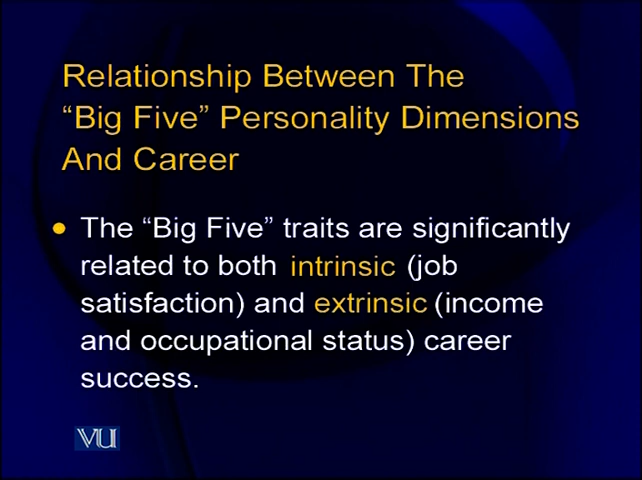 Relationship Between The
“Big Five” Personality Dimensions
And Career
The “Big Five” traits are significantly
related to both intrinsic (job
satisfaction) and extrinsic (income
and occupational status) career
success.
VU